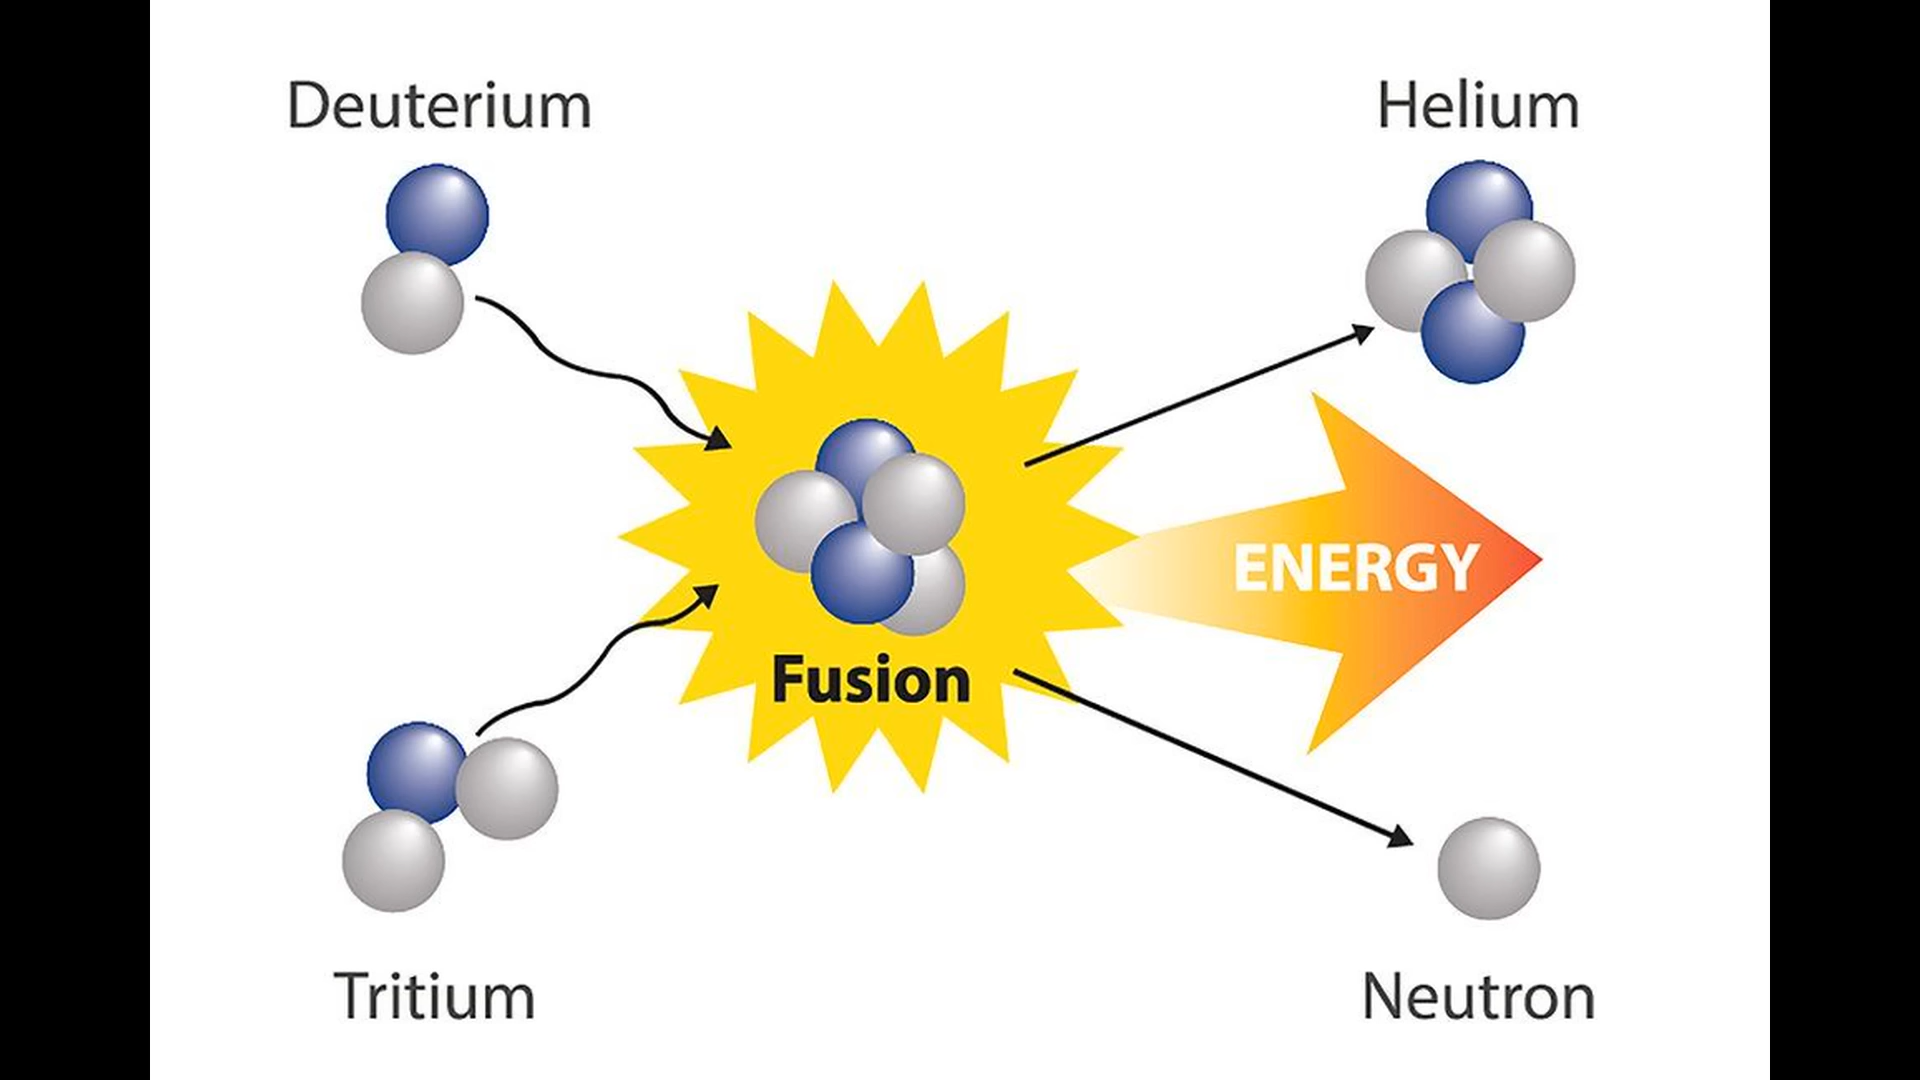 Deuterium
Helium
ENERGY
Fusion
Tritium
Neutron